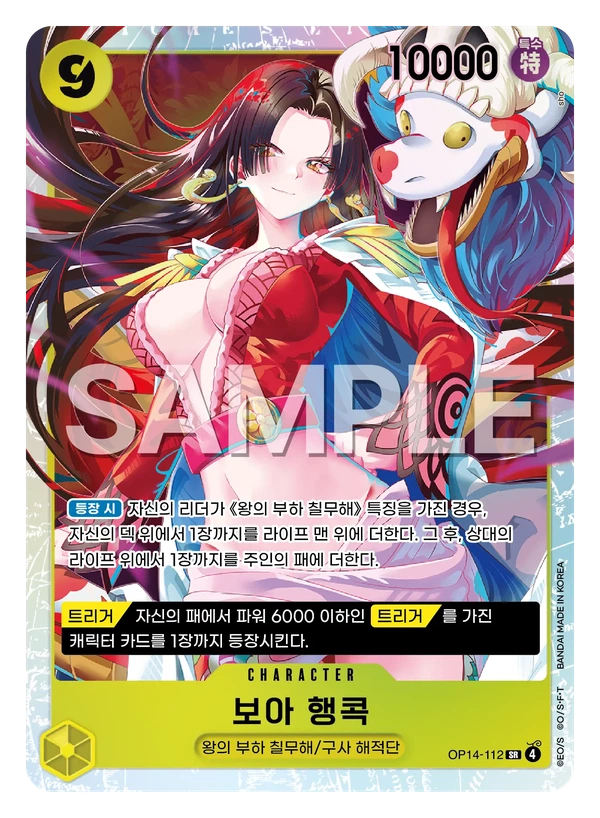 9
10000
특수
特
sho
SAMPLE
등장 시 자신의 리더가 《왕의 부하 칠무해》 특징을 가진 경우,
자신의 덱 위에서 1장까지를 라이프 맨 위에 더한다. 그 후, 상대의
라이프 위에서 1장까지를 주인의 패에 더한다.
트리거 자신의 패에서 파워 6000 이하인 트리거 를 가진
캐릭터 카드를 1장까지 등장시킨다.
CHARACTER
보아 행콕
왕의 부하 칠무해/구사 해적단
OP14-112 SR 4
©E.O/S ©O/S·F·T BANDAI MADE IN KOREA